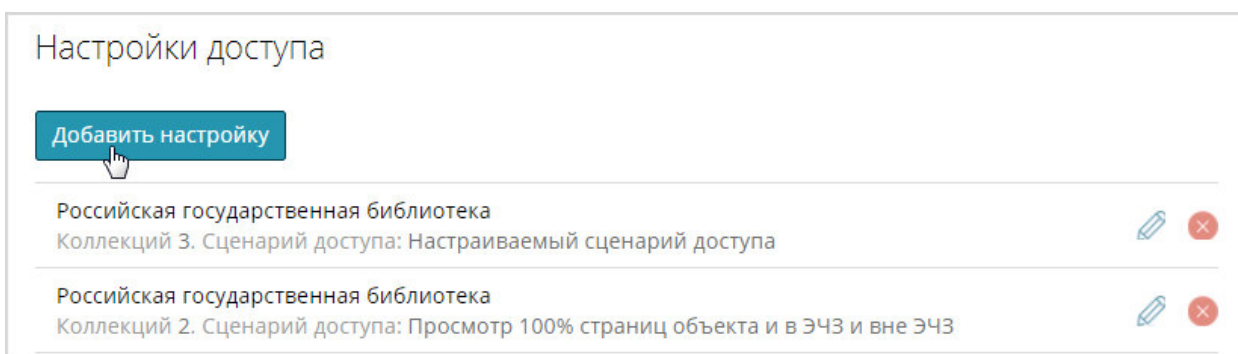 Настройки доступа
Добавить настройку
Российская государственная библиотека
Коллекций 3. Сценарий доступа: Настраиваемый сценарий доступа
Российская государственная библиотека
Коллекций 2. Сценарий доступа: Просмотр 100% страниц объекта и в ЭЧЗ и вне ЭЧЗ